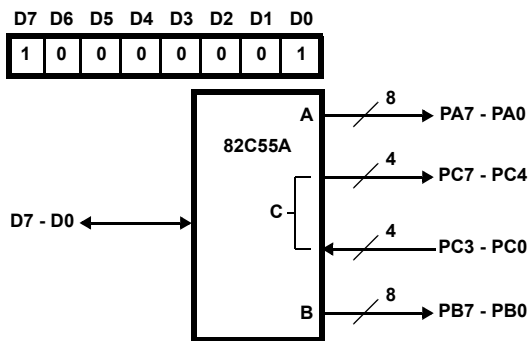 D7 D6 D5 D4 D3 D2 D1 D0
1 0 0 0 0 0 0 1
A
8
PA7 - PA0
82C55A
4
PC7 - PC4
C
D7 - D0
4
PC3 - PC0
B
8
PB7 - PB0